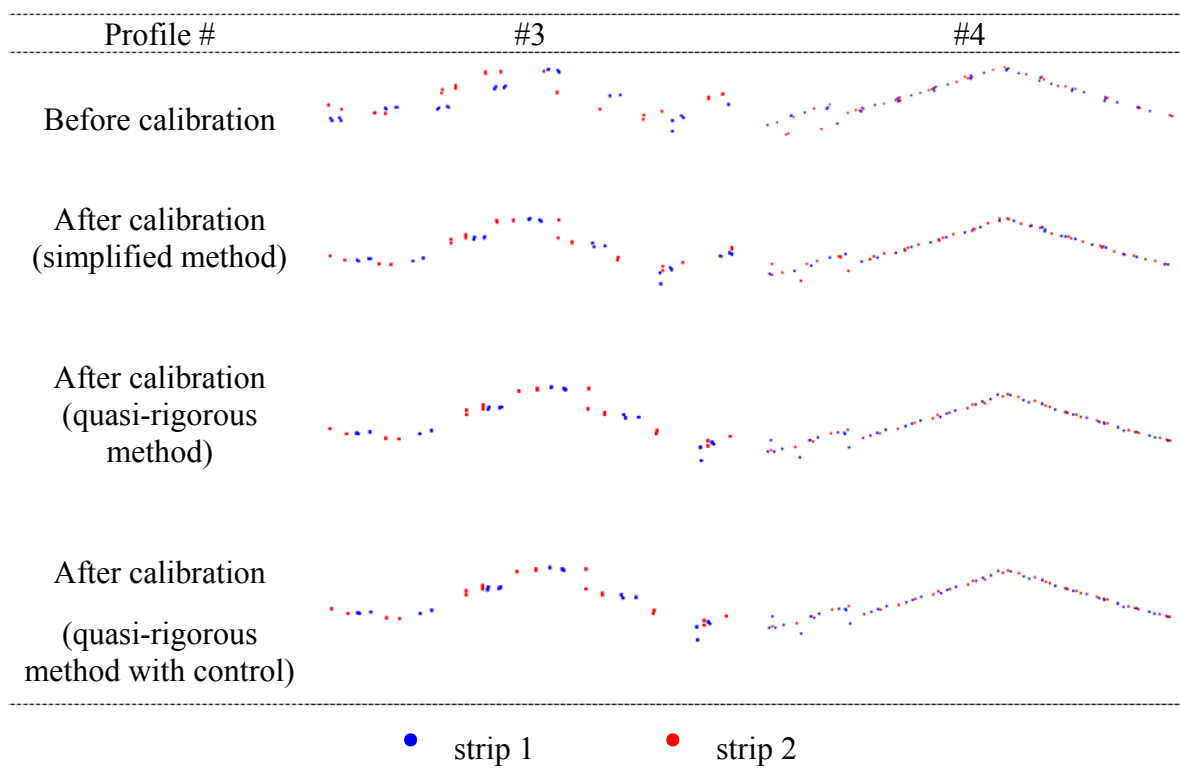 Profile # #3 #4
Before calibration
After calibration
(simplified method)
After calibration
(quasi-rigorous
method)
After calibration
(quasi-rigorous
method with control)
strip 1 strip 2